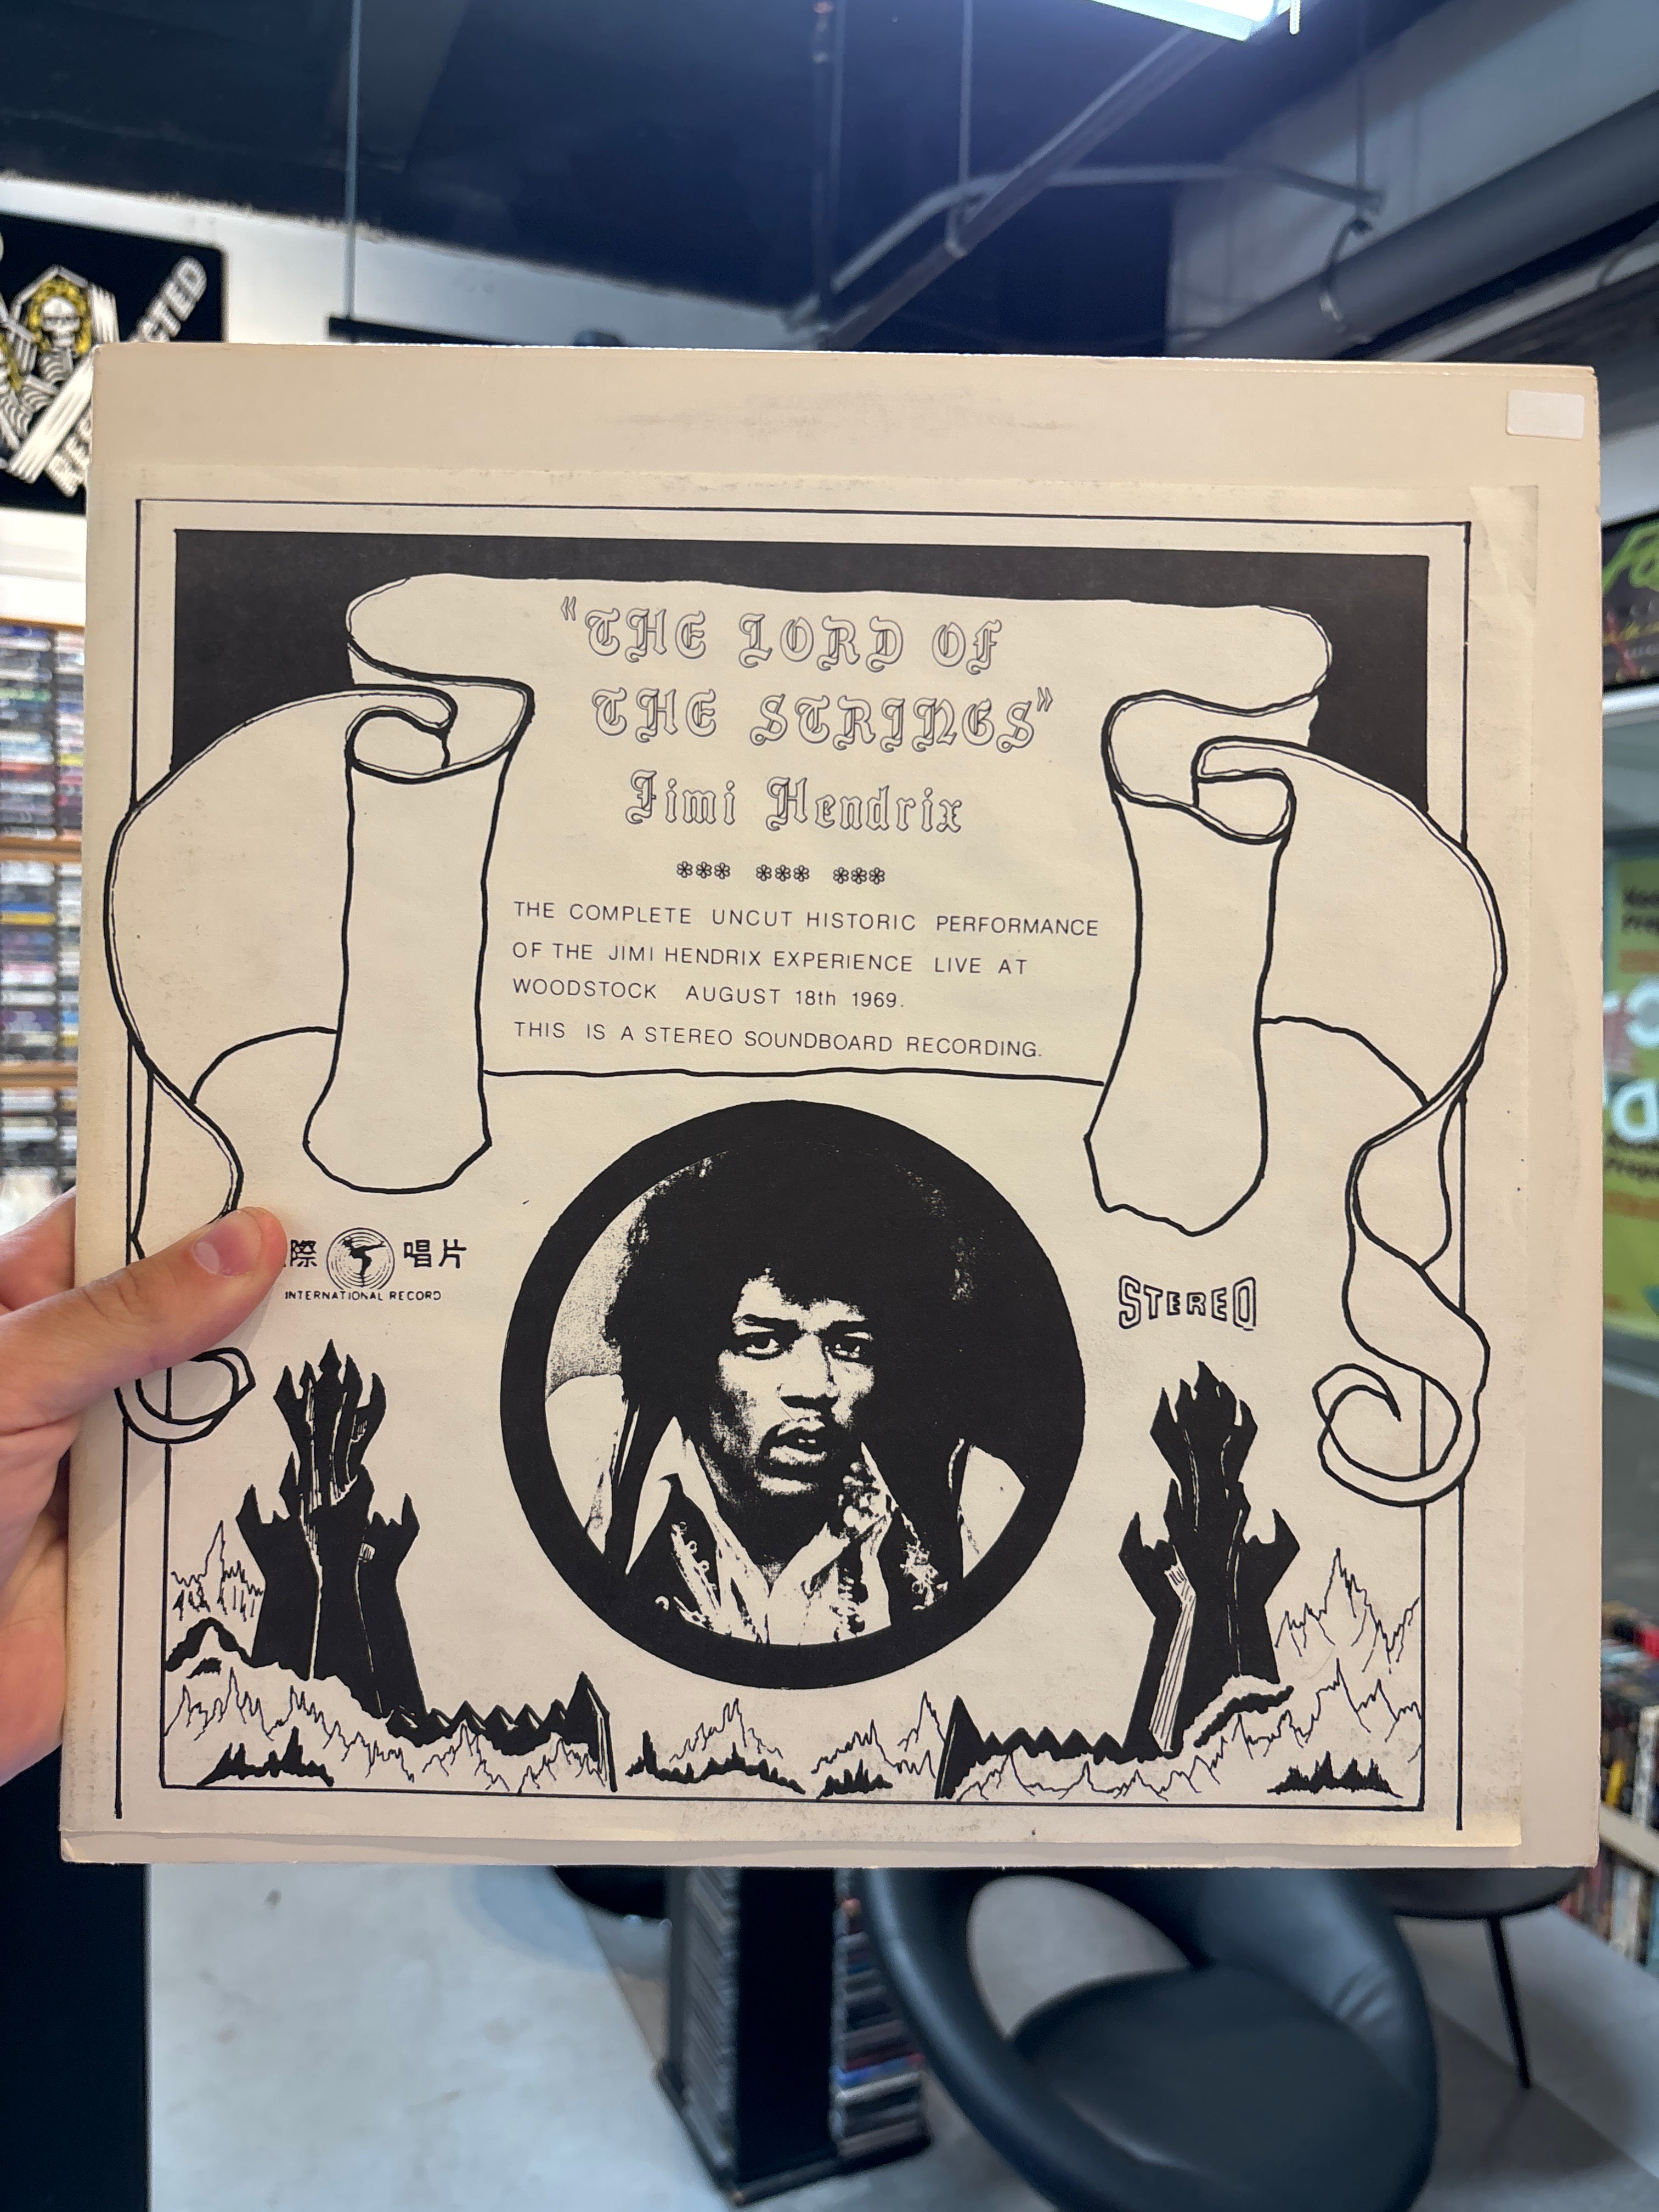 "THE LORD OF
THE STRINGS"
Jimi Hendrix
*** *** ***
THE COMPLETE UNCUT HISTORIC PERFORMANCE
OF THE JIMI HENDRIX EXPERIENCE LIVE AT
WOODSTOCK AUGUST 18th 1969.
THIS IS A STEREO SOUNDBOARD RECORDING.
際 唱片
INTERNATIONAL RECORD
STEREO